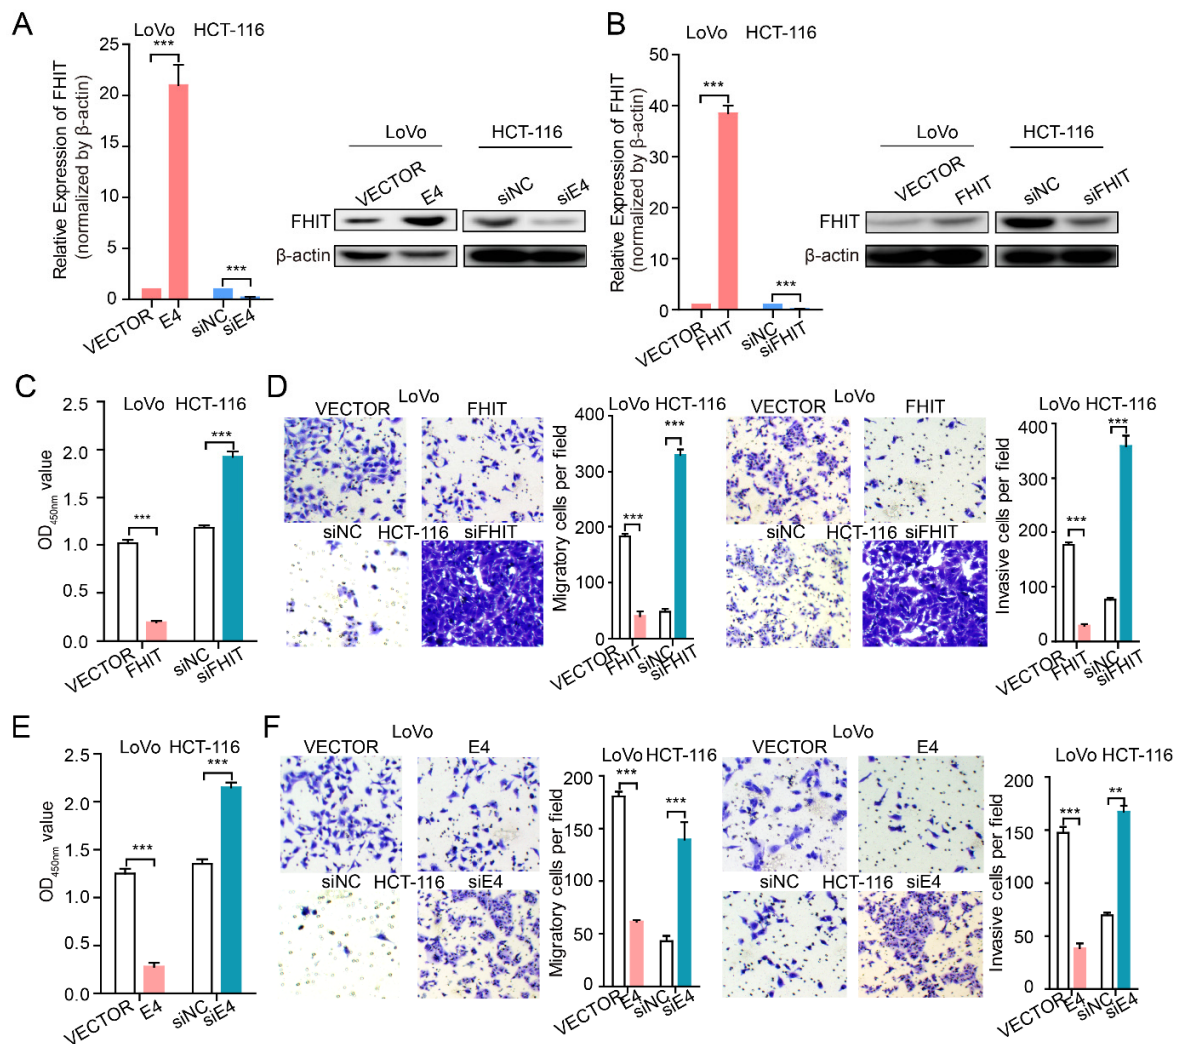 A
LoVo HCT-116
***
25
20
15
10
5
0
Relative Expression of FHIT
(normalized by β-actin)
***
VECTOR
E4
siNC
siE4
LoVo
HCT-116
VECTOR
E4
siNC
siE4
FHIT
β-actin
B
LoVo HCT-116
***
50
40
30
20
10
0
Relative Expression of FHIT
(normalized by β-actin)
***
VECTOR
FHIT
siNC
siFHIT
LoVo
HCT-116
VECTOR
FHIT
siNC
siFHIT
FHIT
β-actin
C
LoVo HCT-116
2.5
2.0
1.5
1.0
0.5
0.0
OD450nm value
***
***
VECTOR
FHIT
siNC
siFHIT
D
LoVo
VECTOR FHIT
siNC HCT-116 siFHIT
400
300
200
100
0
Migratory cells per field
LoVo HCT-116
***
***
VECTOR
FHIT
siNC
siFHIT
LoVo
VECTOR FHIT
siNC HCT-116 siFHIT
300
200
100
0
Invasive cells per field
LoVo HCT-116
***
***
VECTOR
FHIT
siNC
siFHIT
E
LoVo HCT-116
2.5
2.0
1.5
1.0
0.5
0.0
OD450nm value
***
***
VECTOR
E4
siNC
siE4
F
LoVo
VECTOR E4
siNC HCT-116 siE4
200
150
100
50
0
Migratory cells per field
LoVo HCT-116
***
***
VECTOR
E4
siNC
siE4
LoVo
VECTOR E4
siNC HCT-116 siE4
200
150
100
50
0
Invasive cells per field
LoVo HCT-116
***
**
VECTOR
E4
siNC
siE4